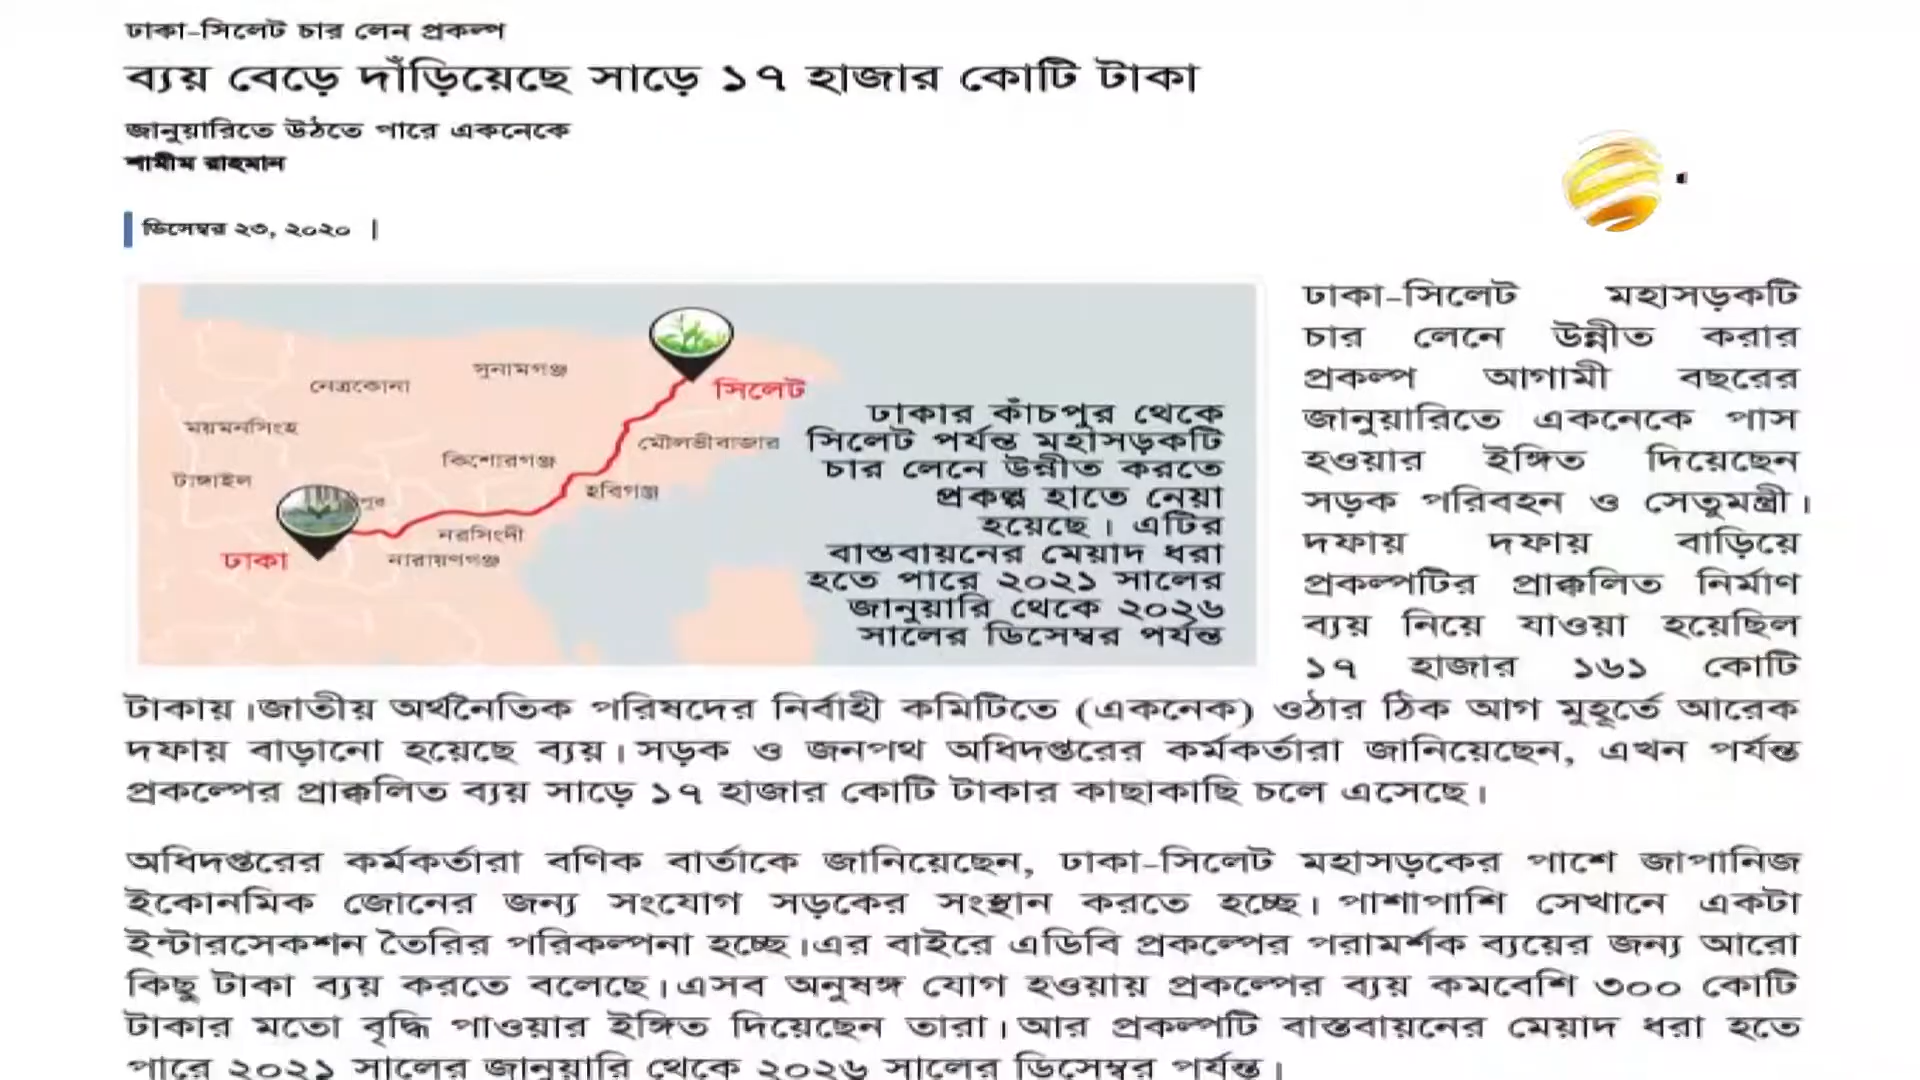 ঢাকা-সিলেট চার লেন প্রকল্প
ব্যয় বেড়ে দাঁড়িয়েছে সাড়ে ১৭ হাজার কোটি টাকা
জানুয়ারিতে উঠতে পারে একনেকে
শামীম রাহমান
ডিসেম্বর ২৩, ২০২০ |
সুনামগঞ্জ
নেত্রকোনা
সিলেট
ময়মনসিংহ
মৌলভীবাজার
কিশোরগঞ্জ
টাঙ্গাইল
হবিগঞ্জ
পুর
নরসিংদী
ঢাকা
নারায়ণগঞ্জ
ঢাকার কাঁচপুর থেকে
সিলেট পর্যন্ত মহাসড়কটি
চার লেনে উন্নীত করতে
প্রকল্প হাতে নেয়া
হয়েছে। এটির
বাস্তবায়নের মেয়াদ ধরা
হতে পারে ২০২১ সালের
জানুয়ারি থেকে ২০২৬
সালের ডিসেম্বর পর্যন্ত
ঢাকা-সিলেট মহাসড়কটি
চার লেনে উন্নীত করার
প্রকল্প আগামী বছরের
জানুয়ারিতে একনেকে পাস
হওয়ার ইঙ্গিত দিয়েছেন
সড়ক পরিবহন ও সেতুমন্ত্রী।
দফায় দফায় বাড়িয়ে
প্রকল্পটির প্রাক্কলিত নির্মাণ
ব্যয় নিয়ে যাওয়া হয়েছিল
১৭ হাজার ১৬১ কোটি
টাকায়।জাতীয় অর্থনৈতিক পরিষদের নির্বাহী কমিটিতে (একনেক) ওঠার ঠিক আগ মুহূর্তে আরেক
দফায় বাড়ানো হয়েছে ব্যয়। সড়ক ও জনপথ অধিদপ্তরের কর্মকর্তারা জানিয়েছেন, এখন পর্যন্ত
প্রকল্পের প্রাক্কলিত ব্যয় সাড়ে ১৭ হাজার কোটি টাকার কাছাকাছি চলে এসেছে।
অধিদপ্তরের কর্মকর্তারা বণিক বার্তাকে জানিয়েছেন, ঢাকা-সিলেট মহাসড়কের পাশে জাপানিজ
ইকোনমিক জোনের জন্য সংযোগ সড়কের সংস্থান করতে হচ্ছে। পাশাপাশি সেখানে একটা
ইন্টারসেকশন তৈরির পরিকল্পনা হচ্ছে।এর বাইরে এডিবি প্রকল্পের পরামর্শক ব্যয়ের জন্য আরো
কিছু টাকা ব্যয় করতে বলেছে।এসব অনুষঙ্গ যোগ হওয়ায় প্রকল্পের ব্যয় কমবেশি ৩০০ কোটি
টাকার মতো বৃদ্ধি পাওয়ার ইঙ্গিত দিয়েছেন তারা। আর প্রকল্পটি বাস্তবায়নের মেয়াদ ধরা হতে
পারে ২০২১ সালের জানুয়ারি থেকে ২০২৬ সালের ডিসেম্বর পর্যন্ত।